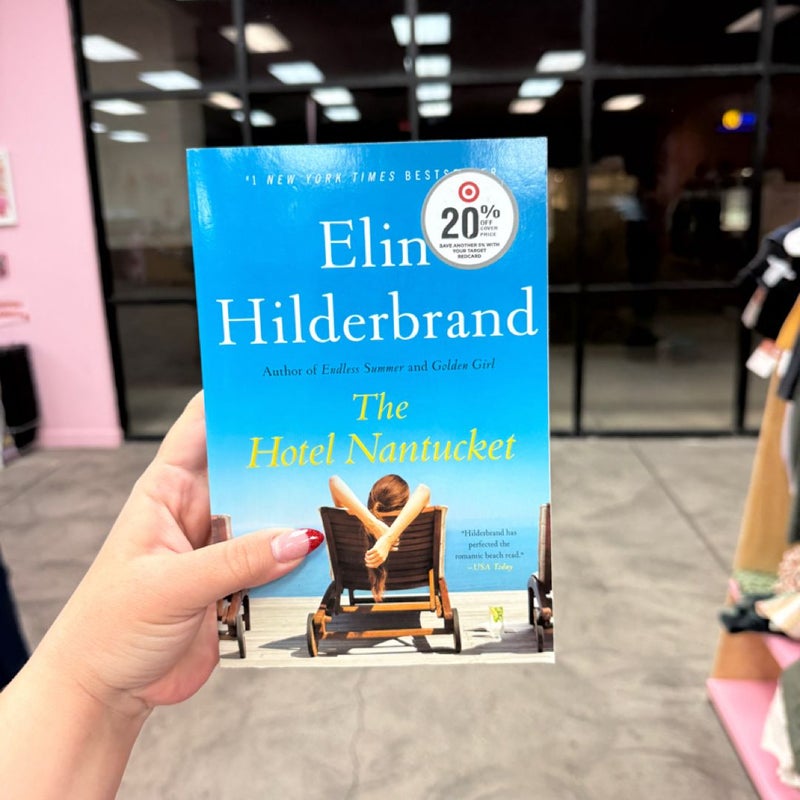 #1 NEW YORK TIMES
20%
OFF
COVER
PRICE
SAVE ANOTHER 5% WITH
YOUR TARGET
REDCARD
Elin
Hilderbrand
Author of Endless Summer and Golden Girl
The
Hotel Nantucket
"Hilderbrand has
perfected the
romantic beach read."
–USA Today